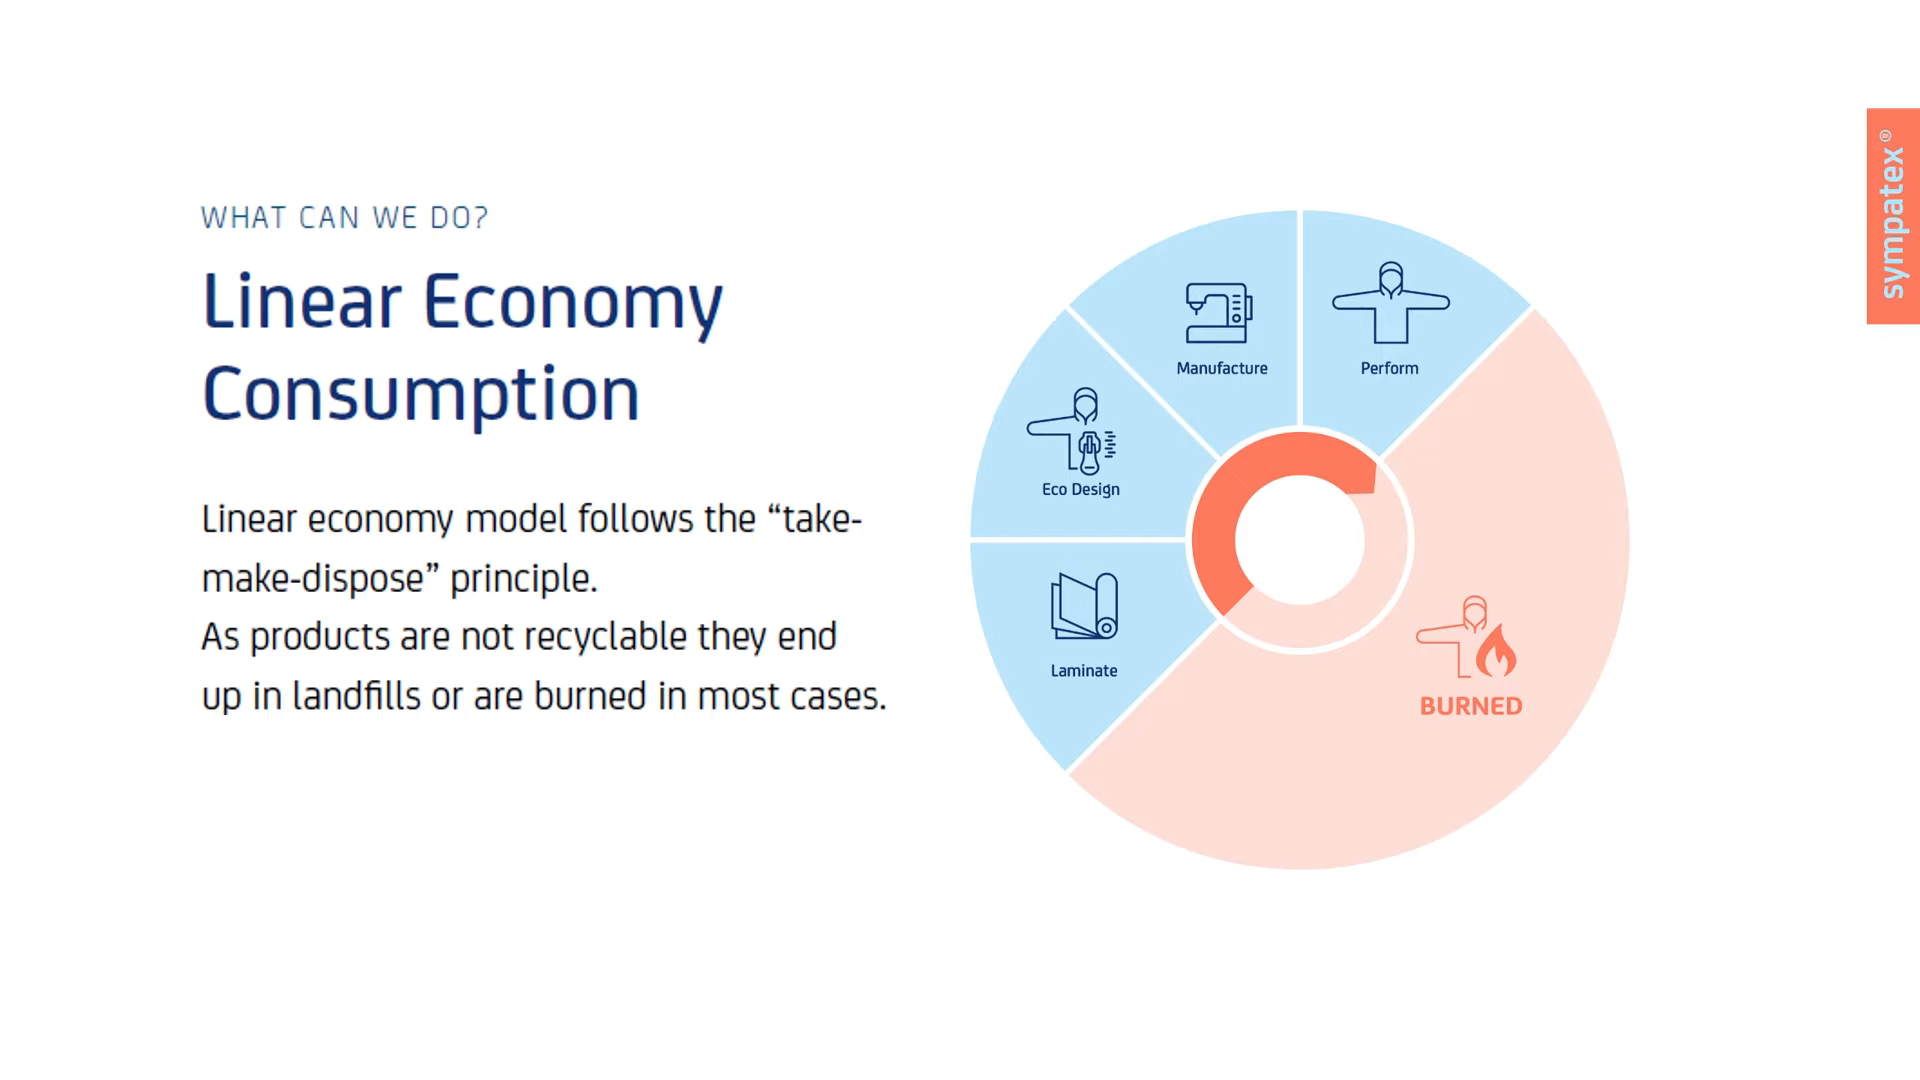 WHAT CAN WE DO?
Linear Economy
Consumption
Linear economy model follows the “take-
make-dispose” principle.
As products are not recyclable they end
up in landfills or are burned in most cases.
Manufacture
Perform
Eco Design
Laminate
BURNED
sympatex®